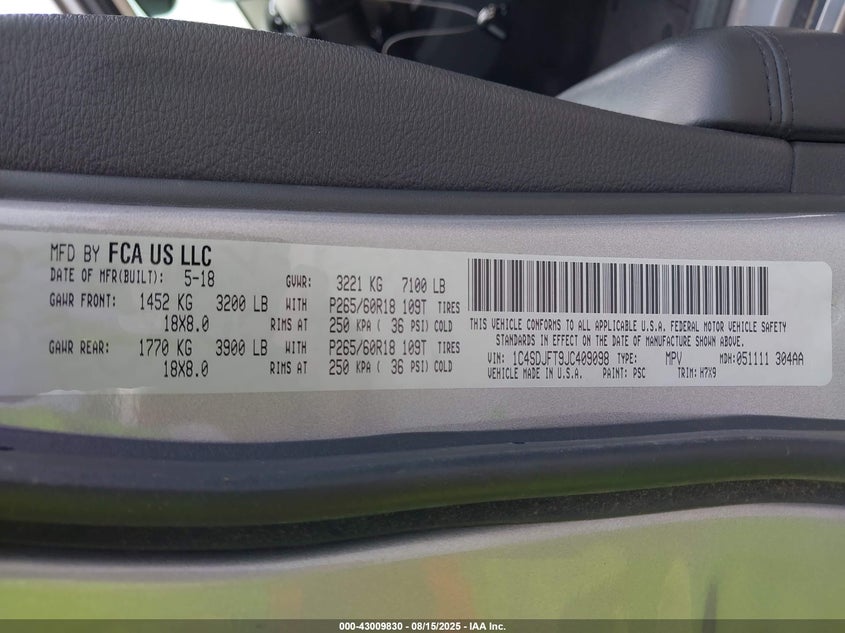 MFD BY FCA US LLC
DATE OF MFR(BUILT): 5-18 GVWR: 3221 KG 7100 LB
GAWR FRONT: 1452 KG 3200 LB WITH P265/60R18 109T TIRES
18X8.0 RIMS AT 250 KPA ( 36 PSI) COLD
GAWR REAR: 1770 KG 3900 LB WITH P265/60R18 109T TIRES
18X8.0 RIMS AT 250 KPA ( 36 PSI) COLD
THIS VEHICLE CONFORMS TO ALL APPLICABLE U.S.A. FEDERAL MOTOR VEHICLE SAFETY
STANDARDS IN EFFECT ON THE DATE OF MANUFACTURE SHOWN ABOVE.
VIN: 1C4SDJFT9JC409098 TYPE: MPV MDH:051111 304AA
VEHICLE MADE IN U.S.A. PAINT: PSC TRIM: H7X9
000-43009830 - 08/15/2025 - IAA Inc.